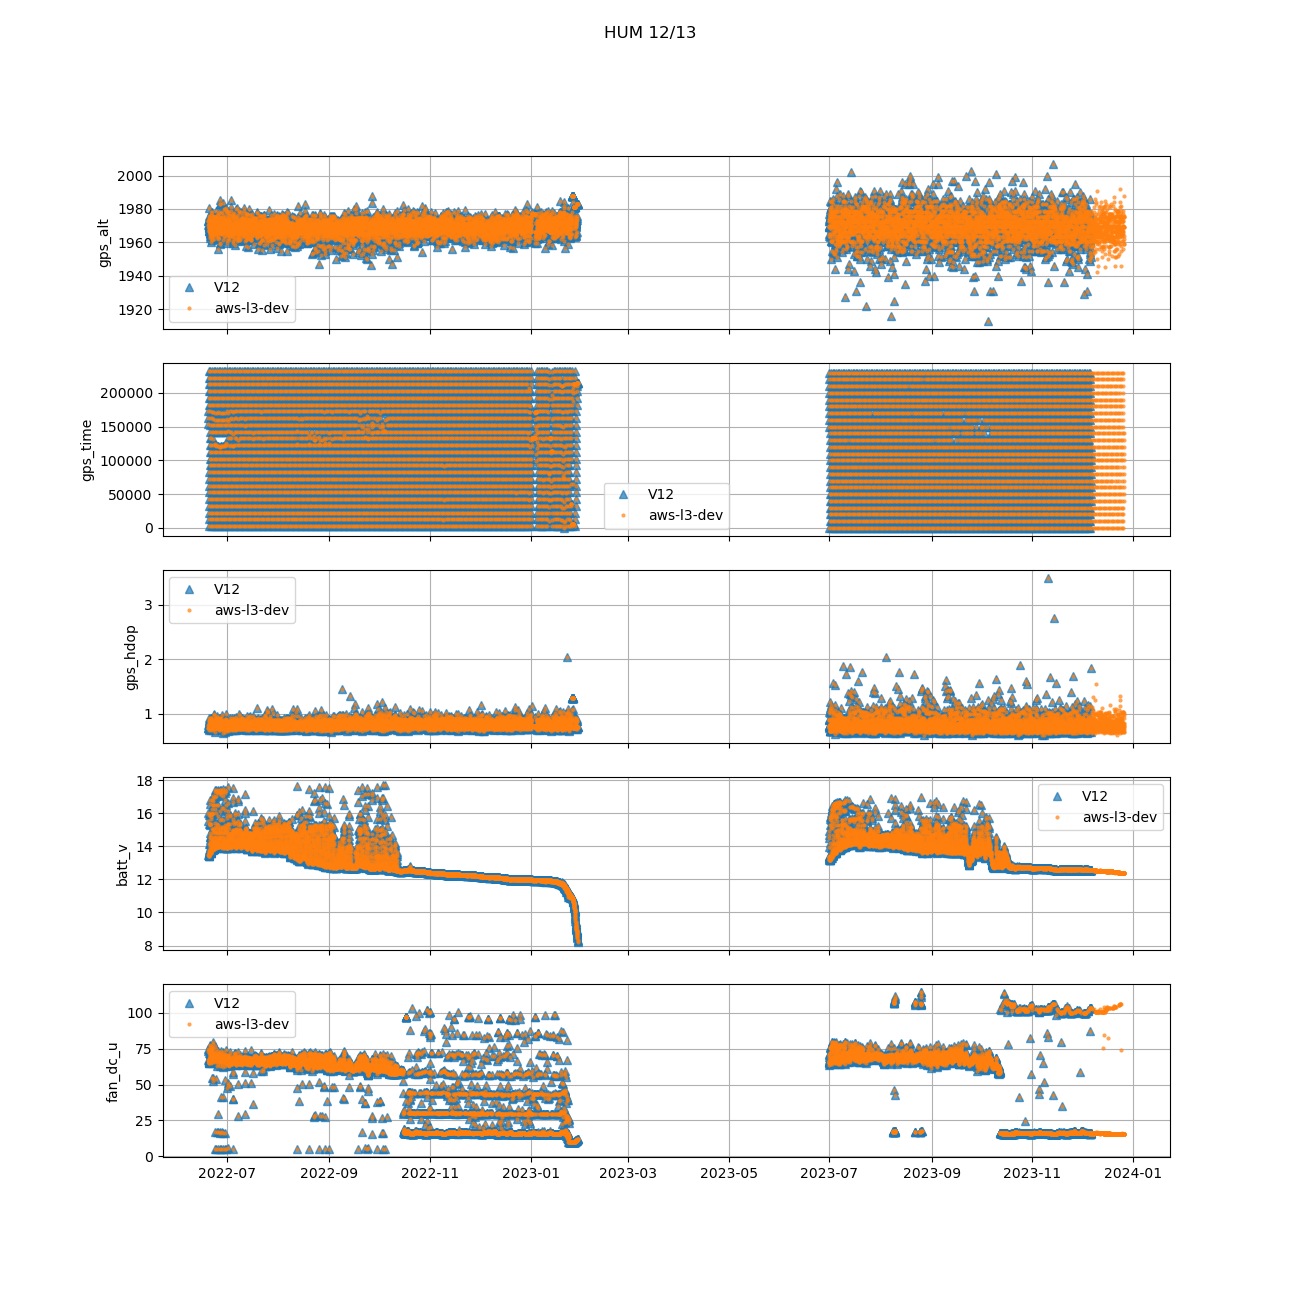 HUM 12/13
gps_alt
2000
1980
1960
1940
1920
V12
aws-l3-dev
gps_time
200000
150000
100000
50000
0
V12
aws-l3-dev
gps_hdop
3
2
1
V12
aws-l3-dev
batt_v
18
16
14
12
10
8
V12
aws-l3-dev
fan_dc_u
100
75
50
25
0
V12
aws-l3-dev
2022-07
2022-09
2022-11
2023-01
2023-03
2023-05
2023-07
2023-09
2023-11
2024-01